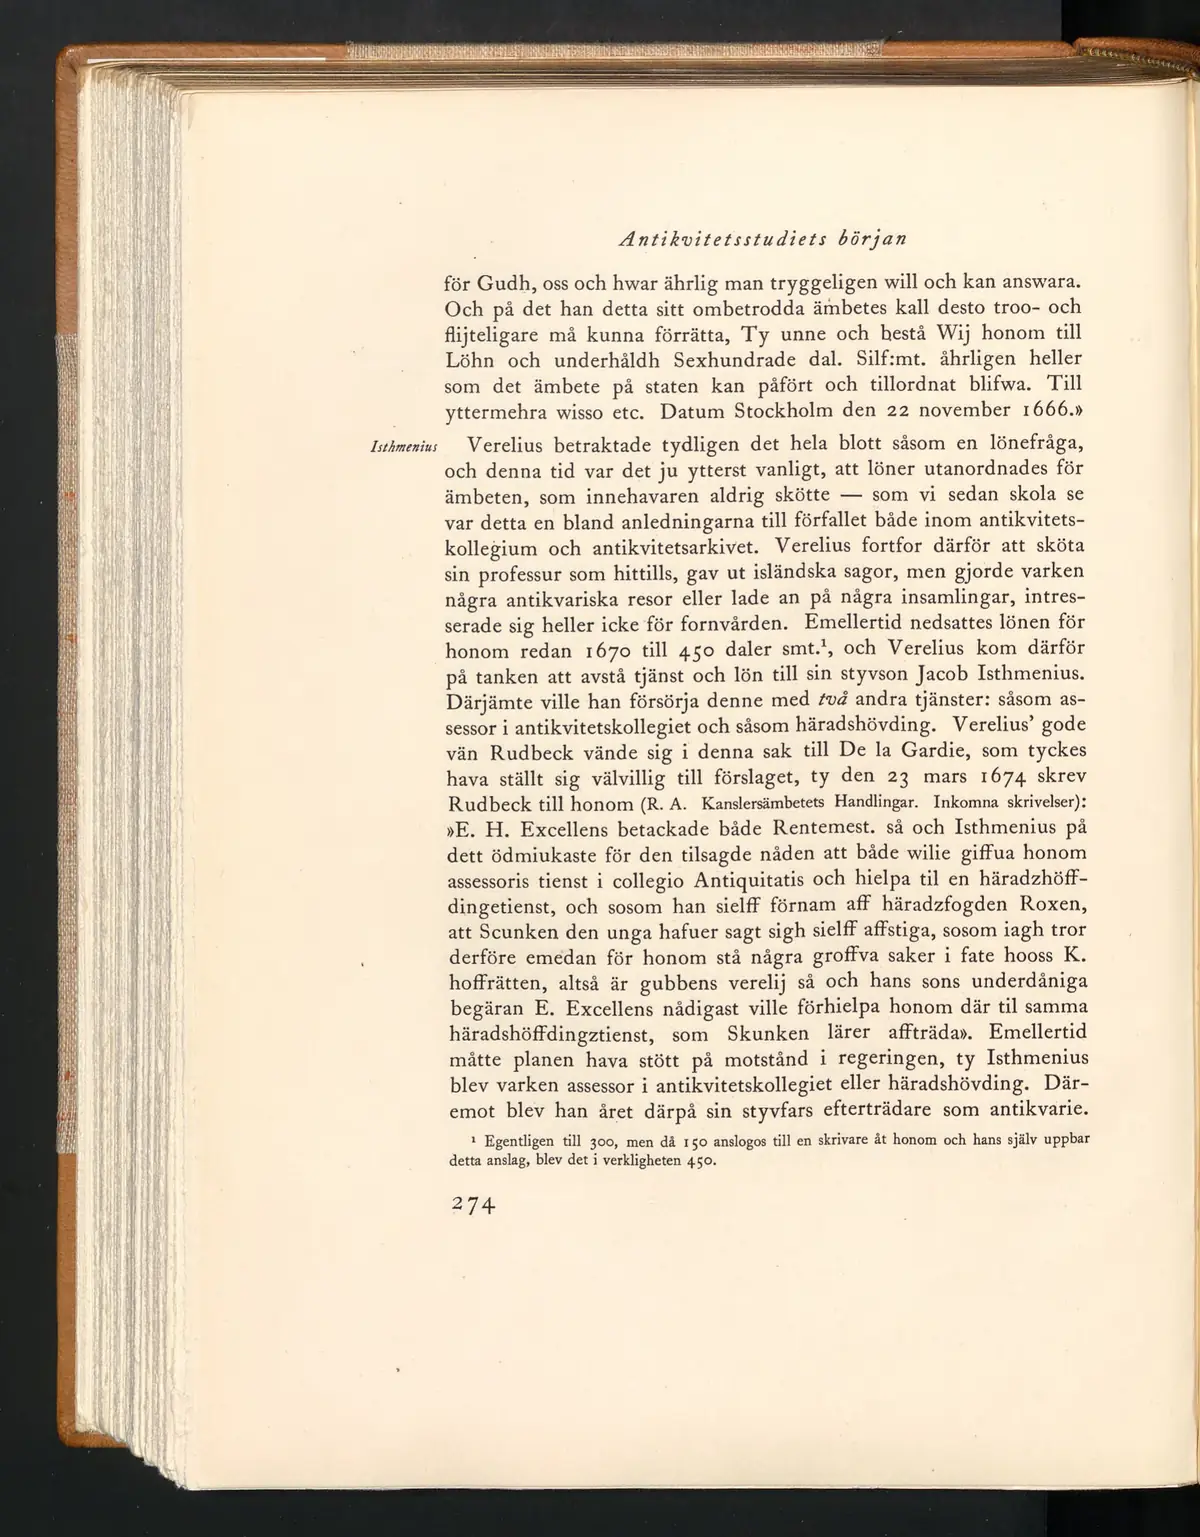 Antikvitetsstudiets början
för Gudh, oss och hwar ährlig man tryggeligen will och kan answara.
Och på det han detta sitt ombetrodda ämbetes kall desto troo- och
flijteligare må kunna förrätta, Ty unne och bestå Wij honom till
Löhn och underhåldh Sexhundrade dal. Silf:mt. åhrligen heller
som det ämbete på staten kan påfört och tillordnat blifwa. Till
yttermehra wisso etc. Datum Stockholm den 22 november 1666.»
Isthmenius Verelius betraktade tydligen det hela blott såsom en lönefråga,
och denna tid var det ju ytterst vanligt, att löner utanordnades för
ämbeten, som innehavaren aldrig skötte — som vi sedan skola se
var detta en bland anledningarna till förfallet både inom antikvitets-
kollegium och antikvitetsarkivet. Verelius fortfor därför att sköta
sin professur som hittills, gav ut isländska sagor, men gjorde varken
några antikvariska resor eller lade an på några insamlingar, intres-
serade sig heller icke för fornvården. Emellertid nedsattes lönen för
honom redan 1670 till 450 daler smt.¹, och Verelius kom därför
på tanken att avstå tjänst och lön till sin styvson Jacob Isthmenius.
Därjämte ville han försörja denne med två andra tjänster: såsom as-
sessor i antikvitetskollegiet och såsom häradshövding. Verelius’ gode
vän Rudbeck vände sig i denna sak till De la Gardie, som tyckes
hava ställt sig välvillig till förslaget, ty den 23 mars 1674 skrev
Rudbeck till honom (R. A. Kanslersämbetets Handlingar. Inkomna skrivelser):
»E. H. Excellens betackade både Rentemest. så och Isthmenius på
dett ödmiukaste för den tilsagde nåden att både wilie giffua honom
assessoris tienst i collegio Antiquitatis och hielpa til en häradzhöff-
dingetienst, och sosom han sielff förnam aff häradzfogden Roxen,
att Scunken den unga hafuer sagt sigh sielff affstiga, sosom iagh tror
derföre emedan för honom stå några groffva saker i fate hooss K.
hoffrätten, altså är gubbens verelij så och hans sons underdåniga
begäran E. Excellens nådigast ville förhielpa honom där til samma
häradshöffdingztienst, som Skunken lärer affträda». Emellertid
måtte planen hava stött på motstånd i regeringen, ty Isthmenius
blev varken assessor i antikvitetskollegiet eller häradshövding. Där-
emot blev han året därpå sin styvfars efterträdare som antikvarie.
¹ Egentligen till 300, men då 150 anslogos till en skrivare åt honom och hans själv uppbar
detta anslag, blev det i verkligheten 450.
274